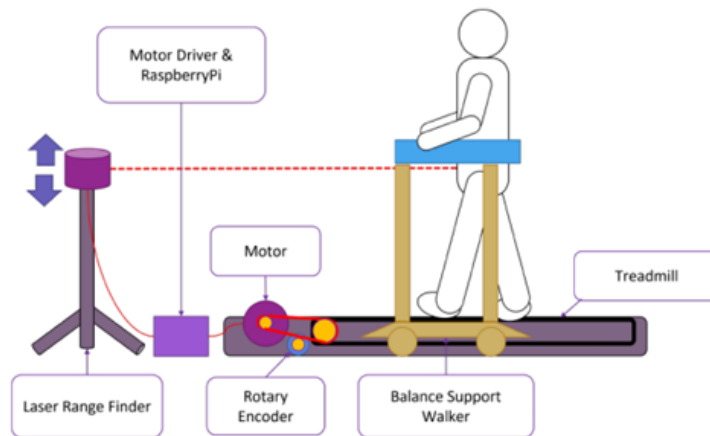 Motor Driver &
RaspberryPi
Motor
Treadmill
Laser Range Finder
Rotary
Encoder
Balance Support
Walker